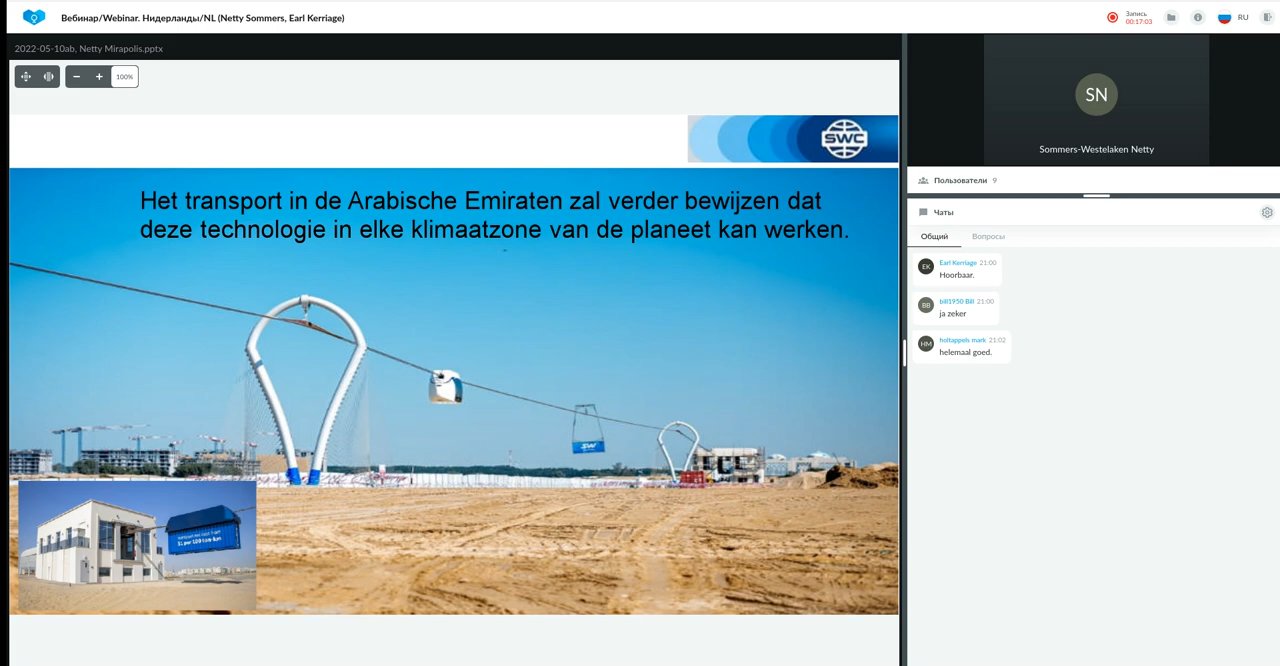 Вебинар/Webinar. Нидерланды/NL (Netty Sommers, Earl Kerriage)
Запись
00:17:03
RU
2022-05-10ab, Netty Mirapolis.pptx
100%
SWC
Het transport in de Arabische Emiraten zal verder bewijzen dat
deze technologie in elke klimaatzone van de planeet kan werken.
SN
Sommers-Westelaken Netty
Пользователи 9
Чаты
Общий Вопросы
EK
Earl Kerriage 21:00
Hoorbaar.
BB
bill1950 Bill 21:00
ja zeker
HM
holtappels mark 21:02
helemaal goed.